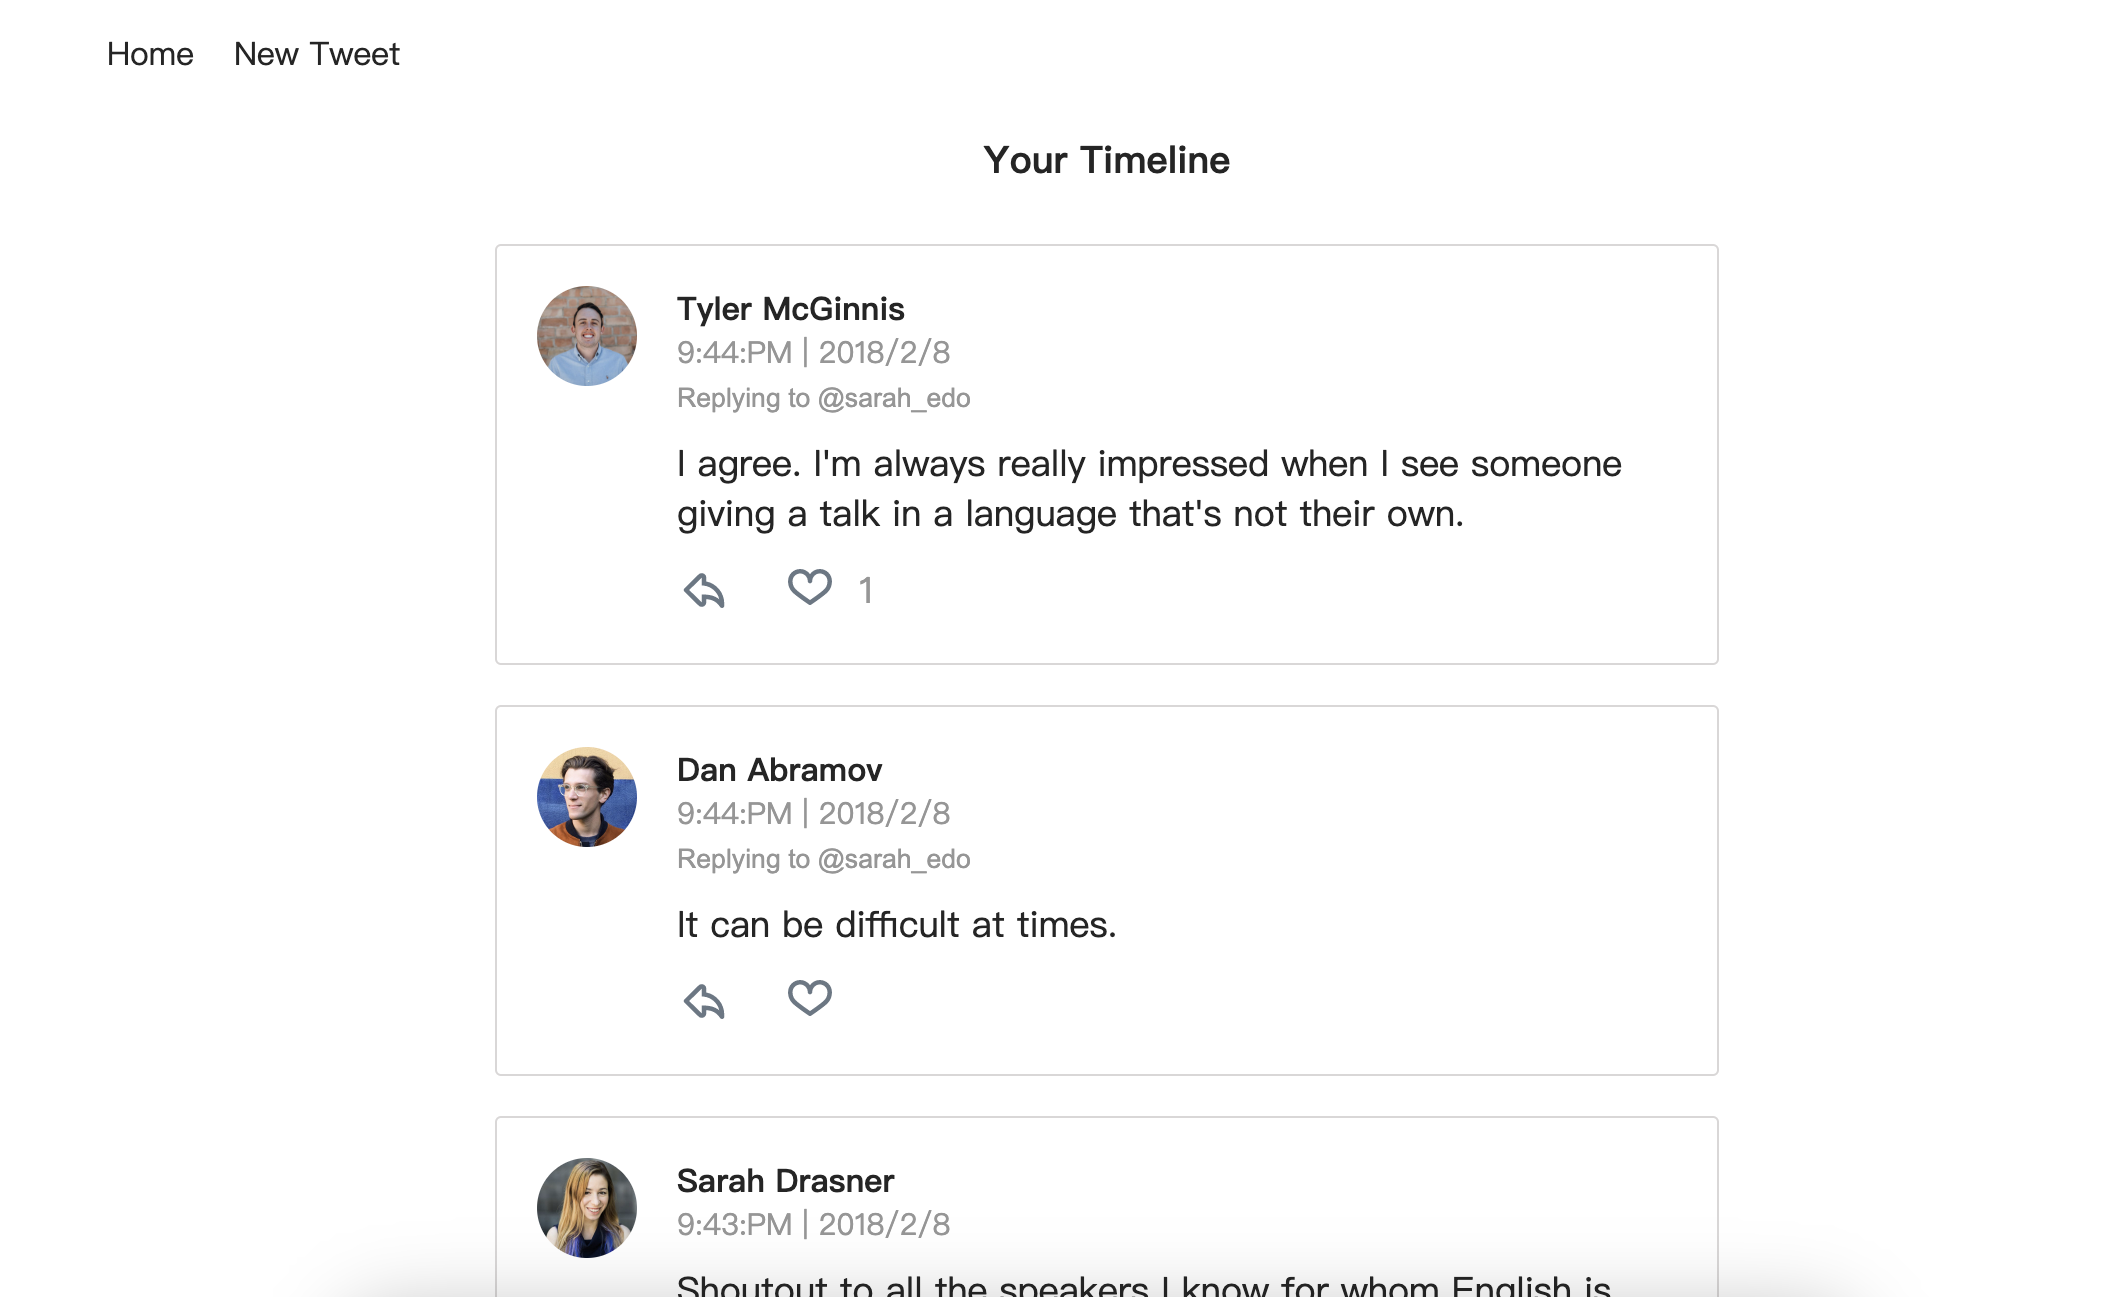 Home New Tweet
Your Timeline
Tyler McGinnis
9:44:PM | 2018/2/8
Replying to @sarah_edo
I agree. I'm always really impressed when I see someone
giving a talk in a language that's not their own.
1
Dan Abramov
9:44:PM | 2018/2/8
Replying to @sarah_edo
It can be difficult at times.
Sarah Drasner
9:43:PM | 2018/2/8
Shoutout to all the speakers I know for whom English is